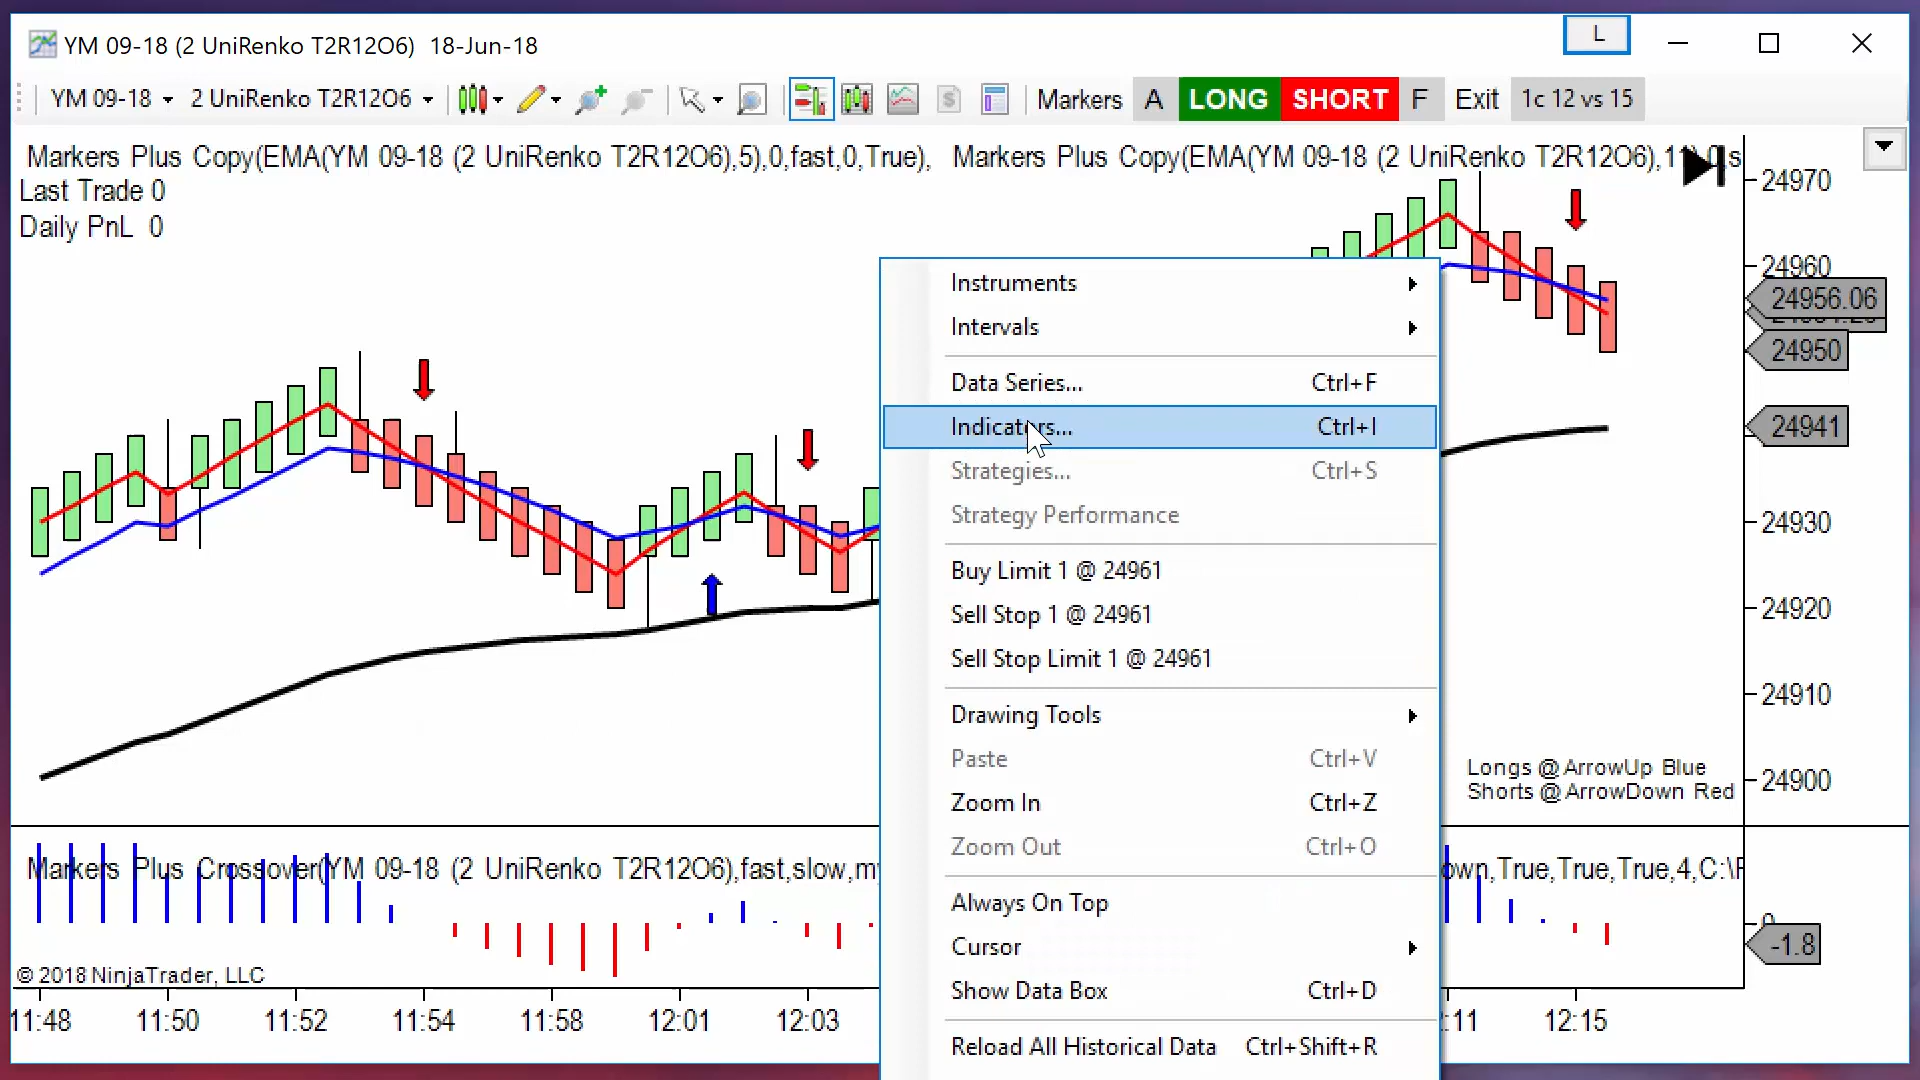 YM 09-18 (2 UniRenko T2R12O6)  18-Jun-18
L
YM 09-18
2 UniRenko T2R12O6
Markers
A
LONG
SHORT
F
Exit
1c 12 vs 15
Markers Plus Copy(EMA(YM 09-18 (2 UniRenko T2R12O6),5),0,fast,0,True),
Markers Plus Copy(EMA(YM 09-18 (2 UniRenko T2R12O6),11),0,s
Last Trade 0
Daily PnL 0
24970
24960
24956.06
24950
24941
24930
24920
24910
24900
Instruments
Intervals
Data Series... Ctrl+F
Indicators... Ctrl+I
Strategies... Ctrl+S
Strategy Performance
Buy Limit 1 @ 24961
Sell Stop 1 @ 24961
Sell Stop Limit 1 @ 24961
Drawing Tools
Paste Ctrl+V
Zoom In Ctrl+Z
Zoom Out Ctrl+O
Always On Top
Cursor
Show Data Box Ctrl+D
Reload All Historical Data Ctrl+Shift+R
Longs @ ArrowUp Blue
Shorts @ ArrowDown Red
Markers Plus Crossover(YM 09-18 (2 UniRenko T2R12O6),fast,slow,my
own,True,True,True,4,C:\
0
-1.8
© 2018 NinjaTrader, LLC
11:48
11:50
11:52
11:54
11:58
12:01
12:03
:11
12:15